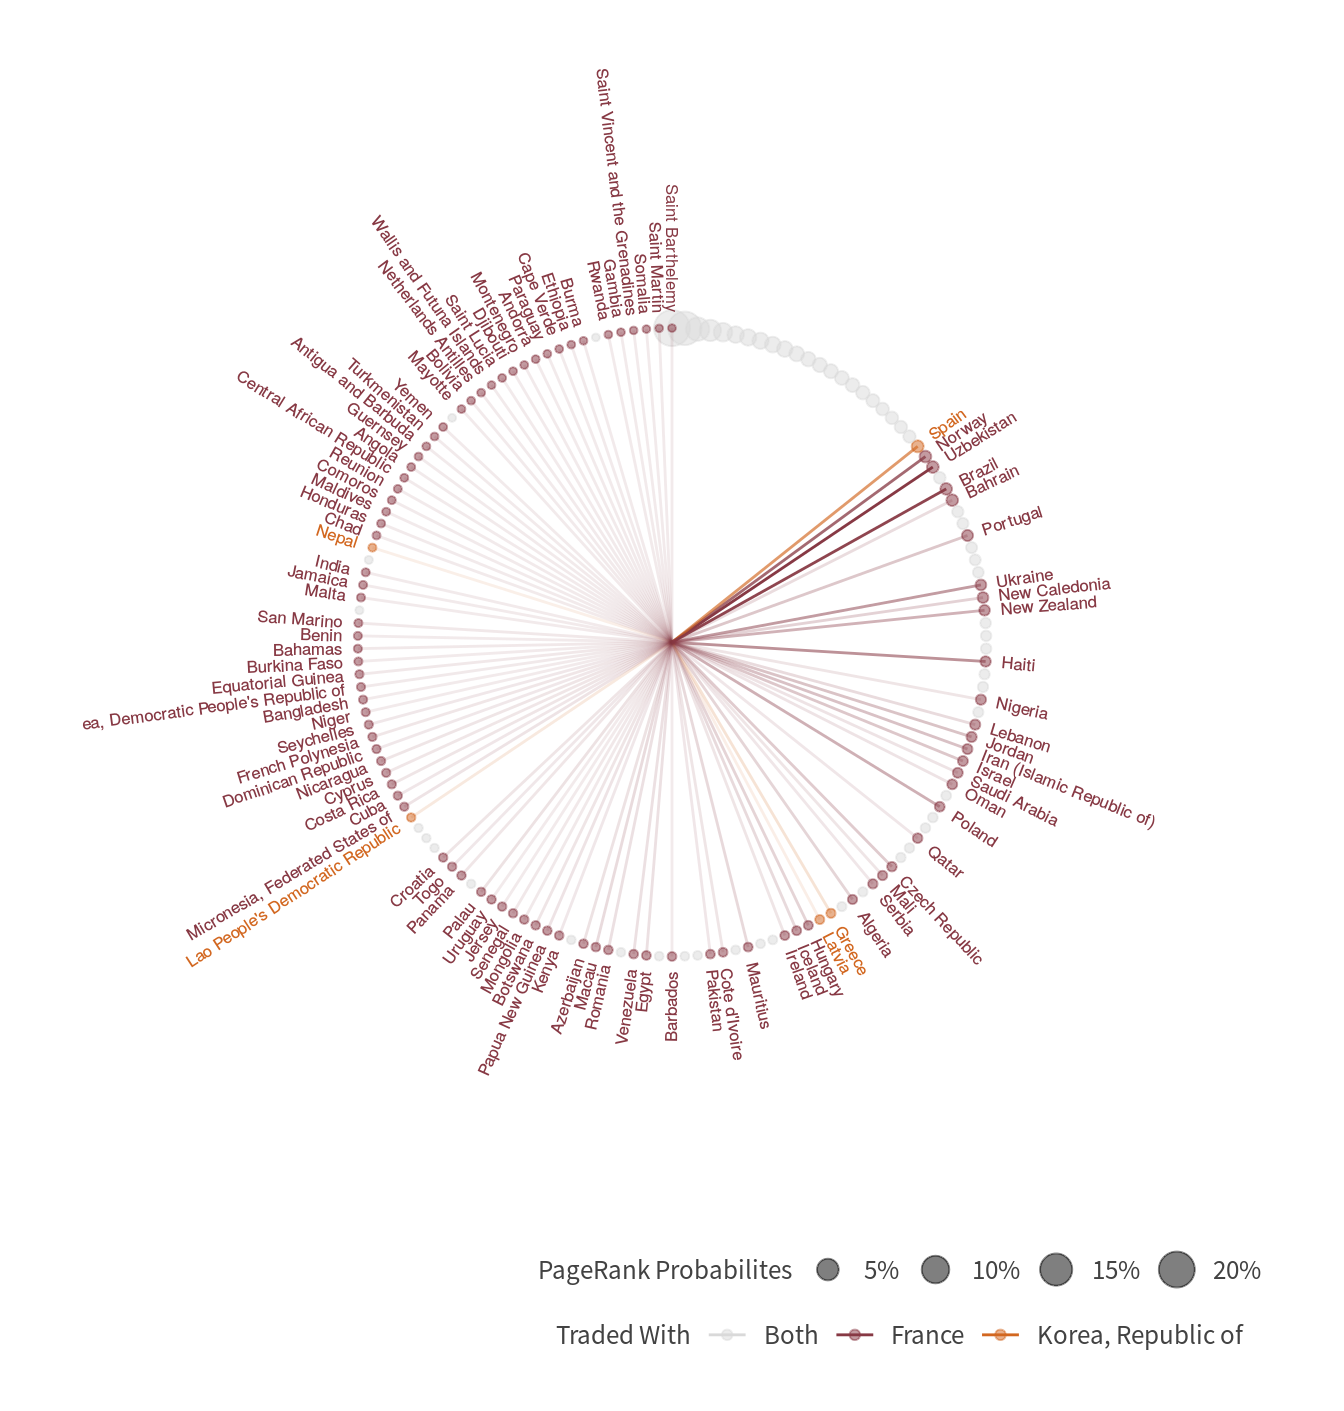 Saint Barthelemy
Spain
Norway
Uzbekistan
Brazil
Bahrain
Portugal
Ukraine
New Caledonia
New Zealand
Haiti
Nigeria
Lebanon
Jordan
Iran (Islamic Republic of)
Israel
Saudi Arabia
Oman
Poland
Qatar
Czech Republic
Mali
Serbia
Algeria
Greece
Latvia
Hungary
Iceland
Ireland
Mauritius
Cote d'Ivoire
Pakistan
Barbados
Egypt
Venezuela
Romania
Macau
Azerbaijan
Kenya
Papua New Guinea
Botswana
Mongolia
Senegal
Jersey
Uruguay
Palau
Panama
Togo
Croatia
Lao People's Democratic Republic
Micronesia, Federated States of
Cuba
Costa Rica
Cyprus
Nicaragua
Dominican Republic
French Polynesia
Seychelles
Niger
Bangladesh
ea, Democratic People's Republic of
Equatorial Guinea
Burkina Faso
Bahamas
Benin
San Marino
Malta
Jamaica
India
Nepal
Chad
Honduras
Maldives
Comoros
Reunion
Central African Republic
Angola
Guernsey
Antigua and Barbuda
Turkmenistan
Yemen
Mayotte
Bolivia
Netherlands Antilles
Wallis and Futuna Islands
Saint Lucia
Djibouti
Montenegro
Andorra
Paraguay
Cape Verde
Ethiopia
Burma
Rwanda
Gambia
Saint Vincent and the Grenadines
Somalia
Saint Martin
PageRank Probabilites 5% 10% 15% 20%
Traded With Both France Korea, Republic of